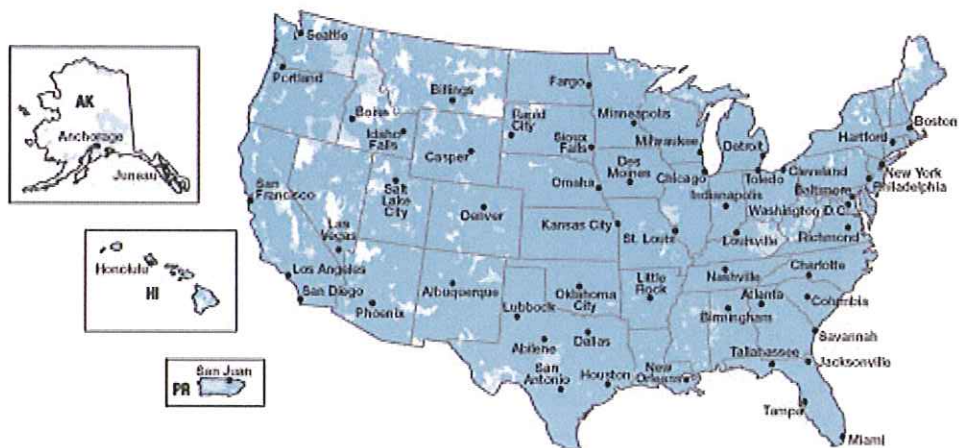 Seattle
Portland
Boise
Idaho
Falls
Billings
Casper
Rapid
City
Fargo
Sioux
Falls
Minneapolis
Milwaukee
Detroit
Hartford
Boston
New York
Philadelphia
Cleveland
Toledo
Baltimore
Washington D.C.
Richmond
Des
Moines
Chicago
Omaha
Indianapolis
Kansas City
St. Louis
Louisville
San
Francisco
Salt
Lake
City
Denver
Las
Vegas
Los Angeles
San Diego
Phoenix
Albuquerque
Lubbock
Oklahoma
City
Little
Rock
Nashville
Charlotte
Columbia
Atlanta
Birmingham
Savannah
Abilene
Dallas
San
Antonio
Houston
New
Orleans
Tallahassee
Jacksonville
Tampa
Miami
AK
Anchorage
Juneau
Honolulu
HI
San Juan
PR